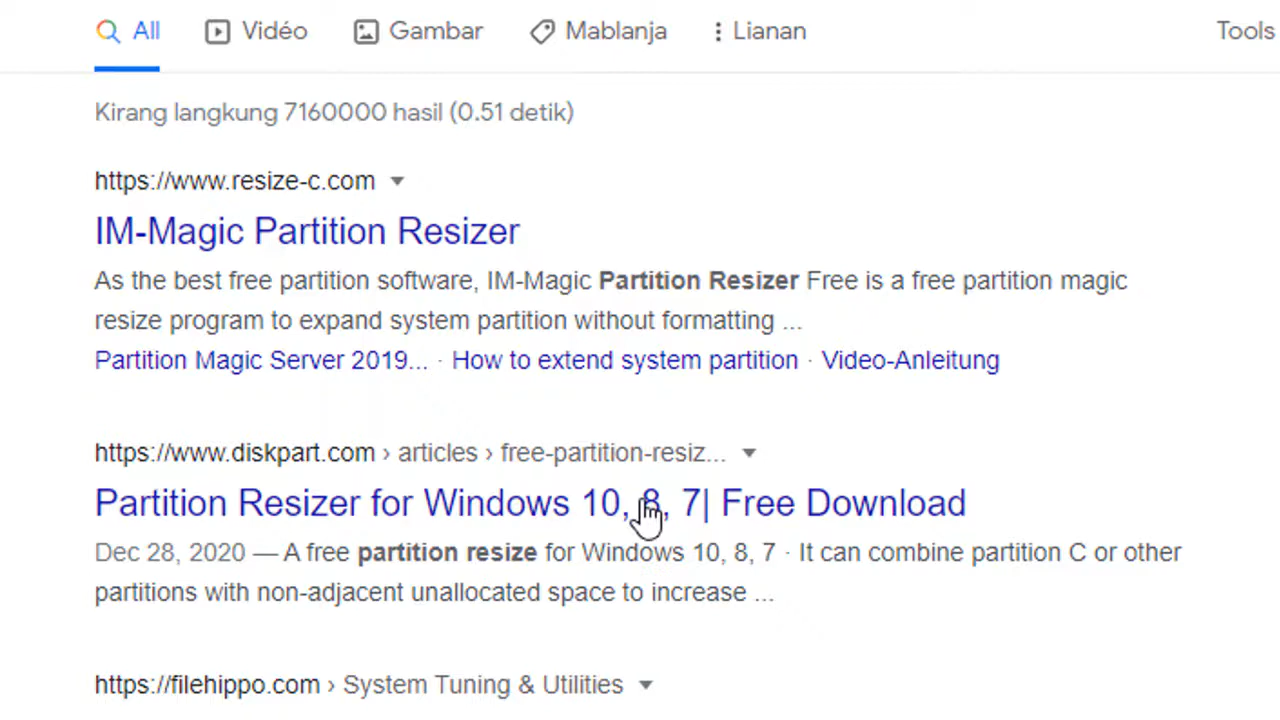 All Vidéo Gambar Mablanja Lianan Tools
Kirang langkung 7160000 hasil (0.51 detik)
https://www.resize-c.com
IM-Magic Partition Resizer
As the best free partition software, IM-Magic Partition Resizer Free is a free partition magic
resize program to expand system partition without formatting ...
Partition Magic Server 2019... · How to extend system partition · Video-Anleitung
https://www.diskpart.com › articles › free-partition-resiz...
Partition Resizer for Windows 10, 8, 7| Free Download
Dec 28, 2020 — A free partition resize for Windows 10, 8, 7 · It can combine partition C or other
partitions with non-adjacent unallocated space to increase ...
https://filehippo.com › System Tuning & Utilities